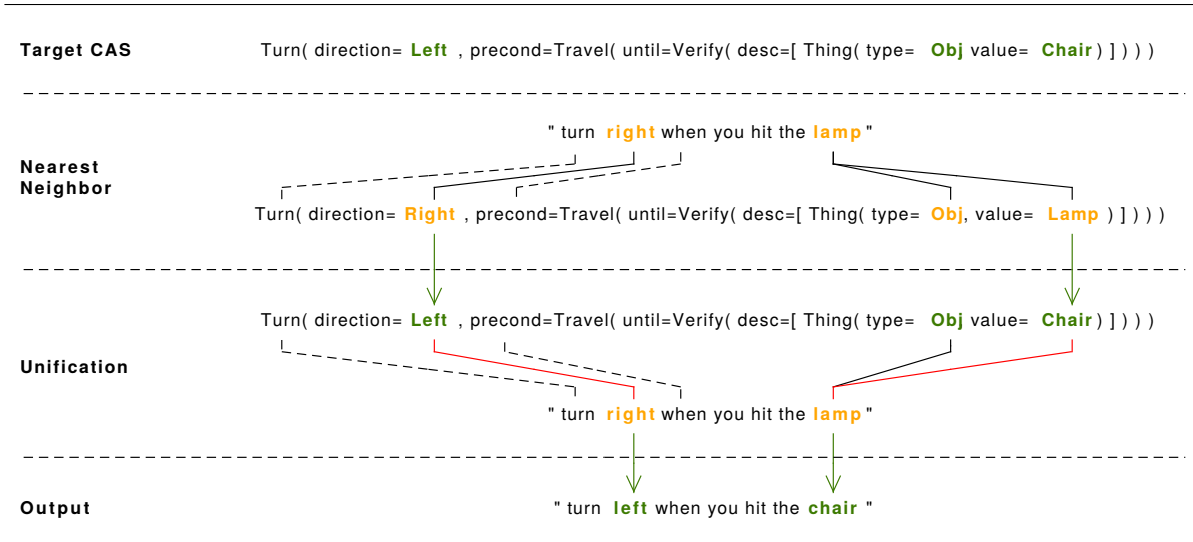 Target CAS
Turn( direction= Left , precond=Travel( until=Verify( desc=[ Thing( type= Obj value= Chair ) ] ) ) )
" turn right when you hit the lamp "
Nearest
Neighbor
Turn( direction= Right , precond=Travel( until=Verify( desc=[ Thing( type= Obj, value= Lamp ) ] ) ) )
Turn( direction= Left , precond=Travel( until=Verify( desc=[ Thing( type= Obj value= Chair ) ] ) ) )
Unification
" turn right when you hit the lamp "
Output
" turn left when you hit the chair "